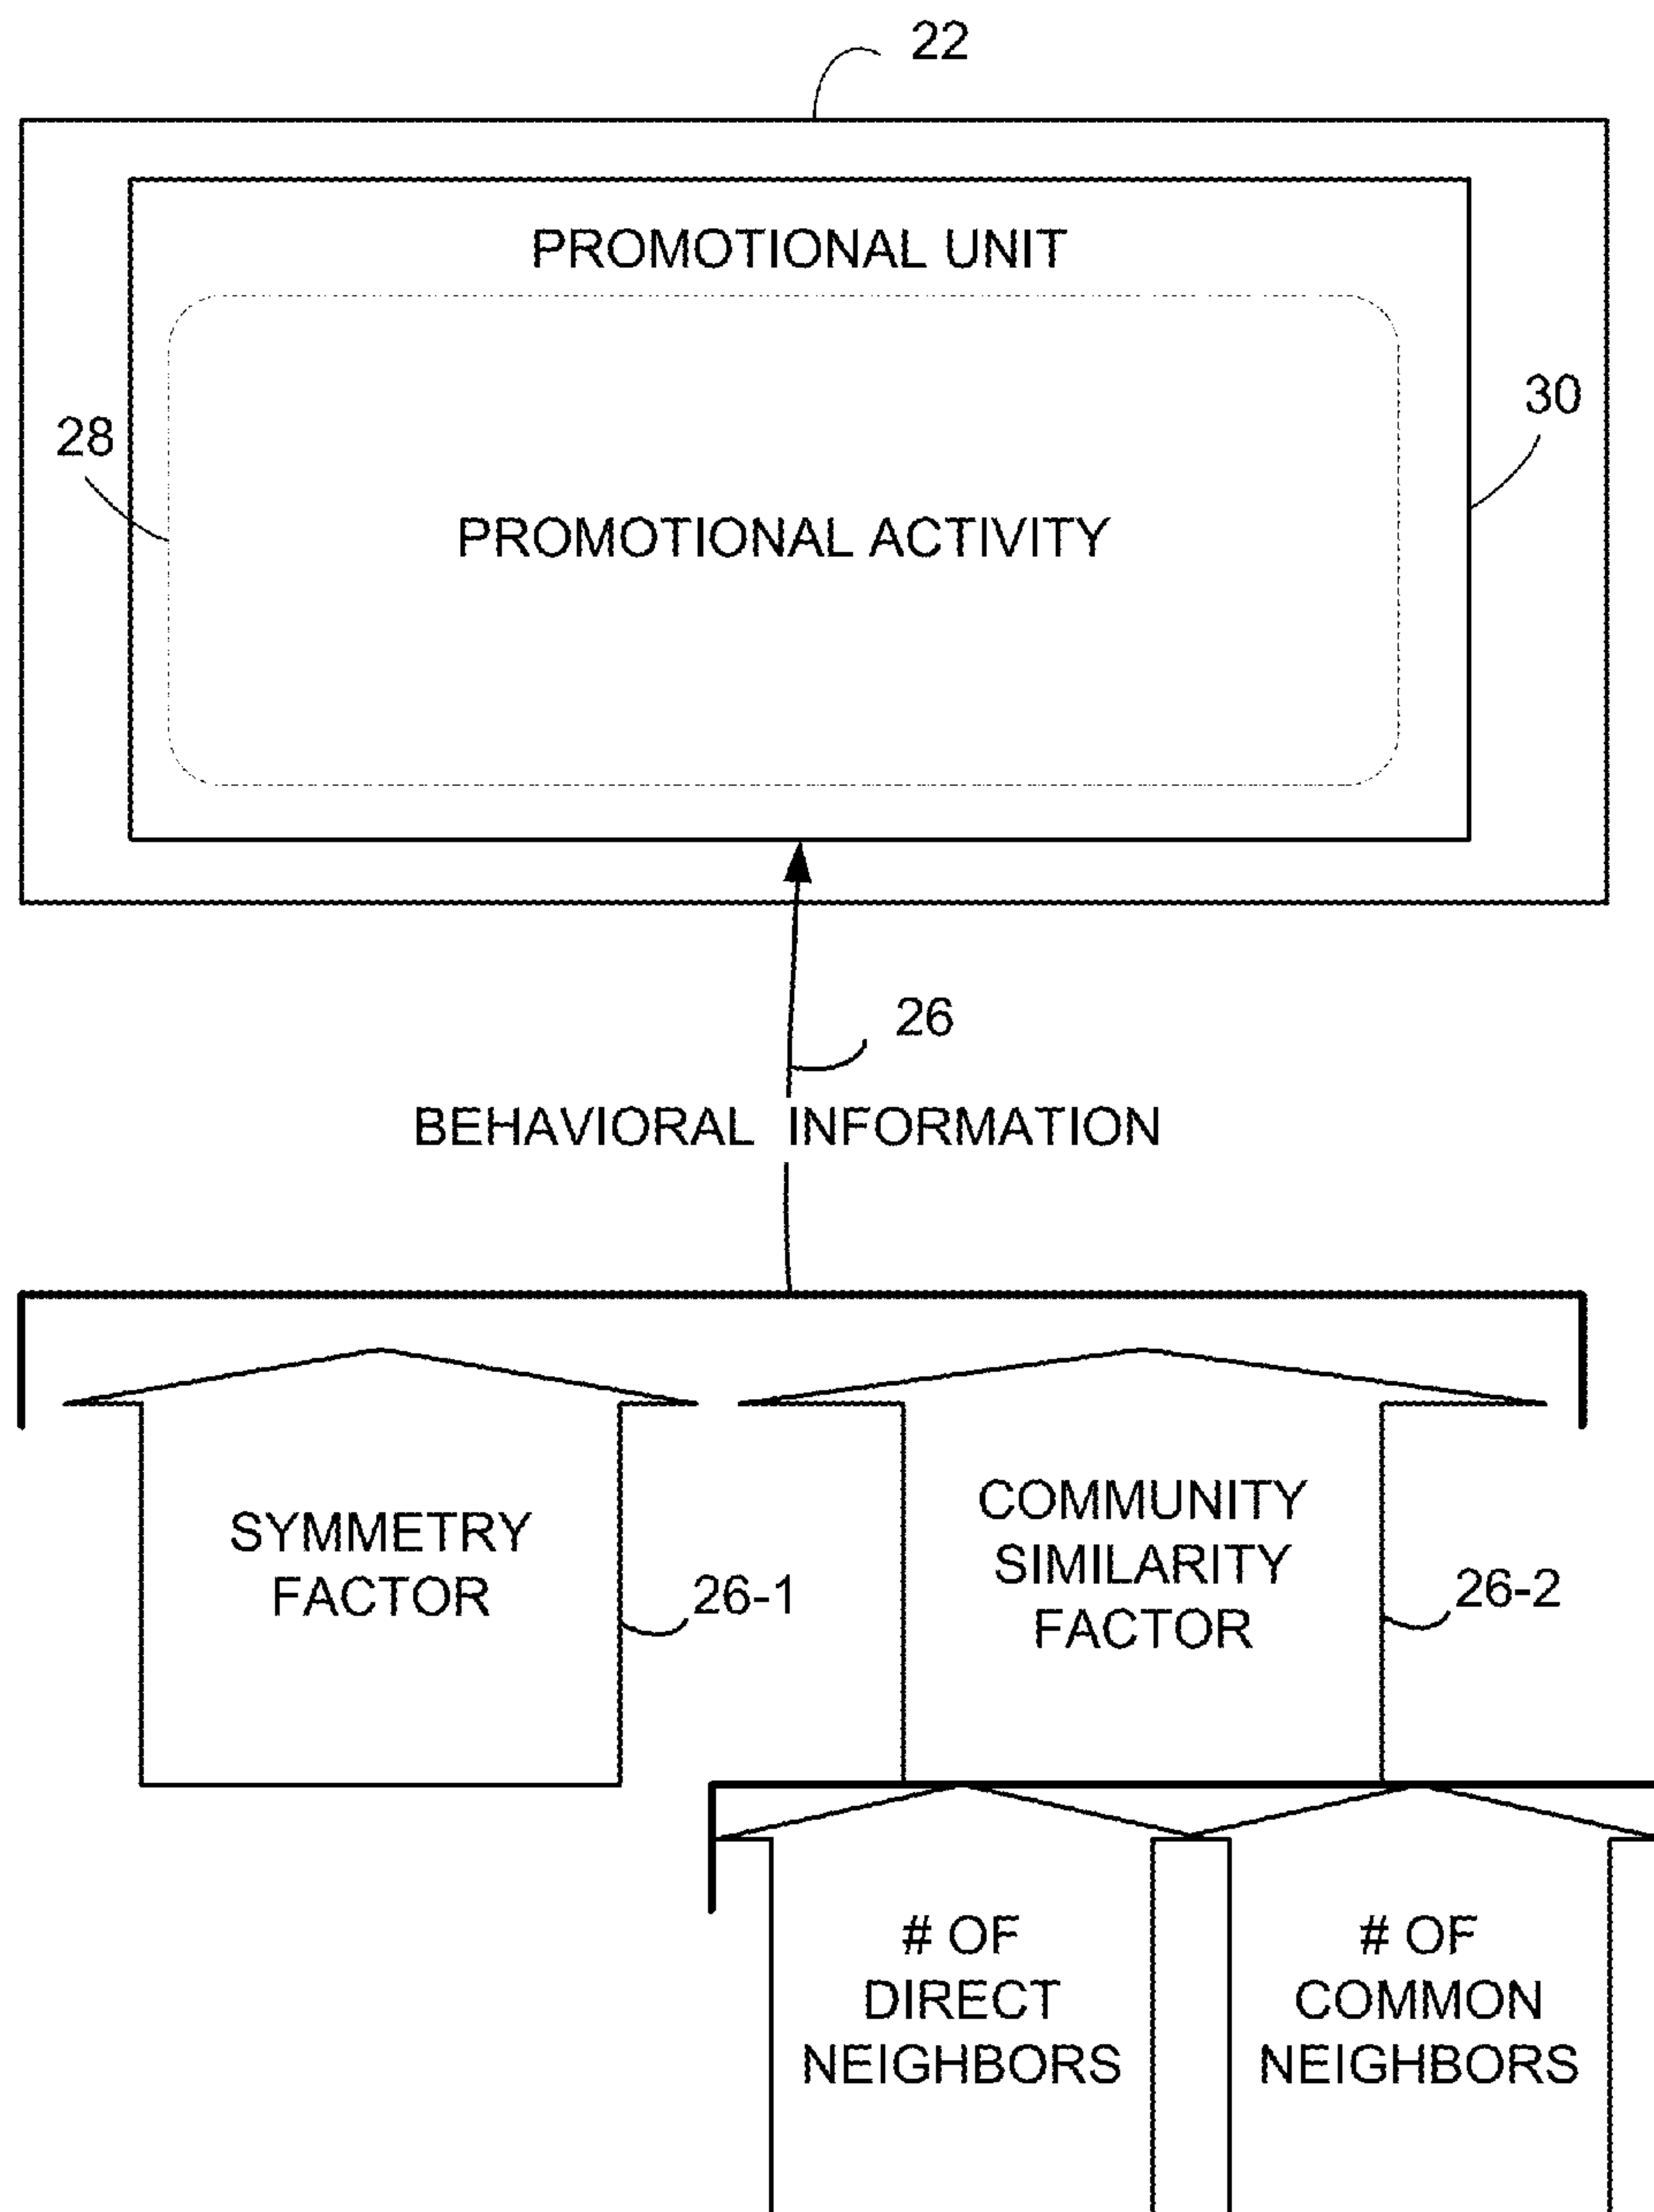 22
PROMOTIONAL UNIT
30
28
PROMOTIONAL ACTIVITY
26
BEHAVIORAL INFORMATION
SYMMETRY
FACTOR
26-1
COMMUNITY
SIMILARITY
FACTOR
26-2
# OF
DIRECT
NEIGHBORS
# OF
COMMON
NEIGHBORS